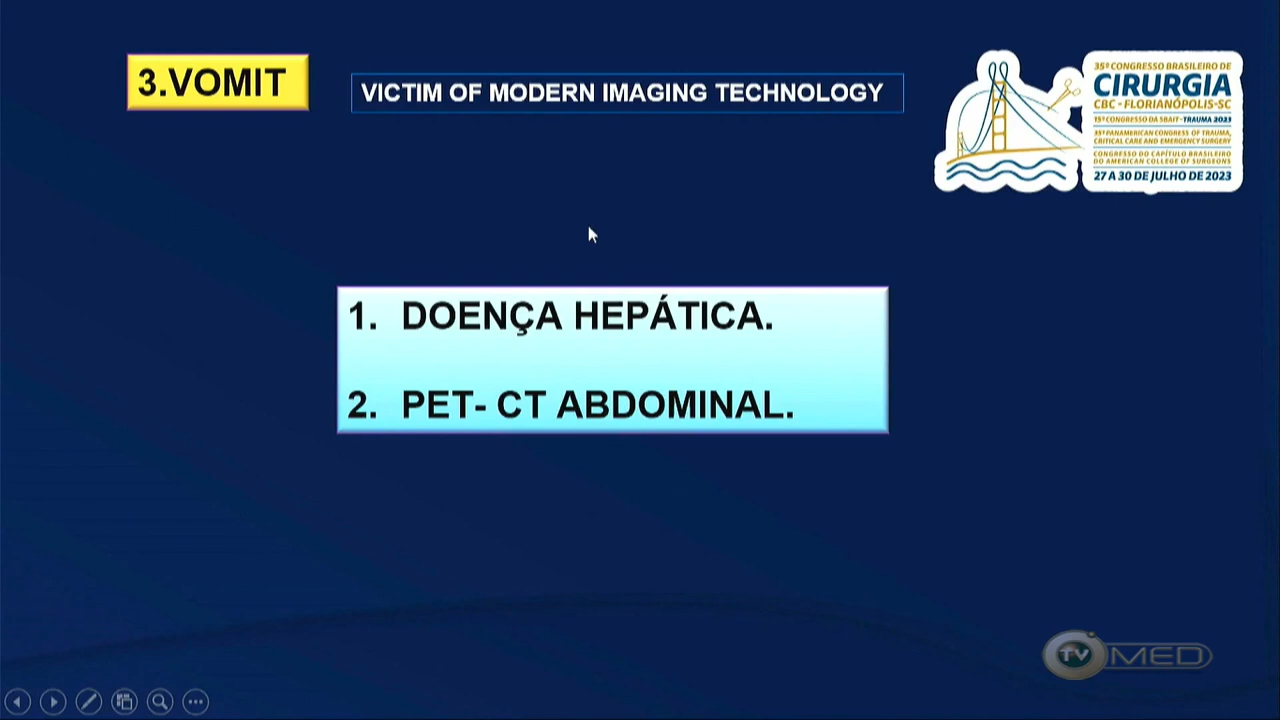 3.VOMIT
VICTIM OF MODERN IMAGING TECHNOLOGY
35º CONGRESSO BRASILEIRO DE
CIRURGIA
CBC - FLORIANÓPOLIS-SC
15º CONGRESSO DA SBAIT - TRAUMA 2023
35º PANAMERICAN CONGRESS OF TRAUMA,
CRITICAL CARE AND EMERGENCY SURGERY
CONGRESSO DO CAPÍTULO BRASILEIRO
DO AMERICAN COLLEGE OF SURGEONS
27 A 30 DE JULHO DE 2023
1. DOENÇA HEPÁTICA.
2. PET- CT ABDOMINAL.
TV MED